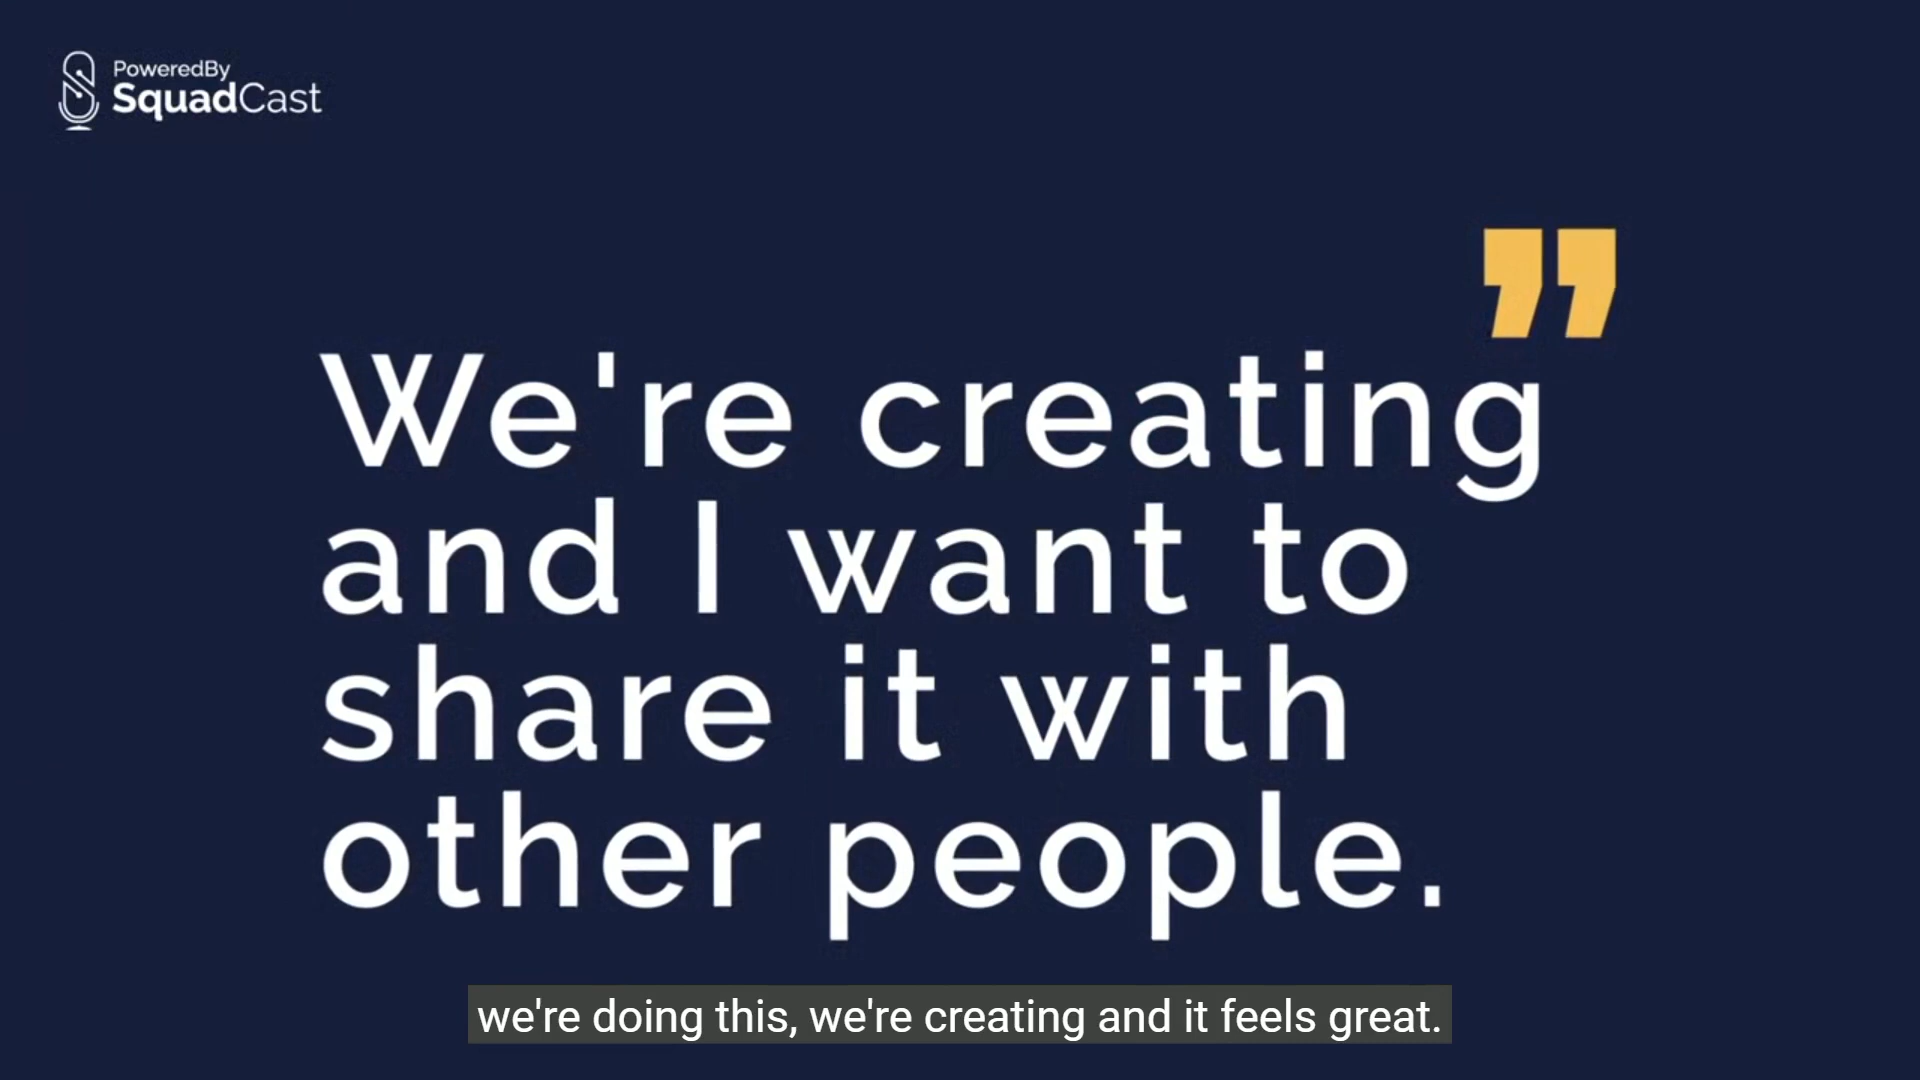 PoweredBy
SquadCast
”
We're creating
and I want to
share it with
other people.
we're doing this, we're creating and it feels great.